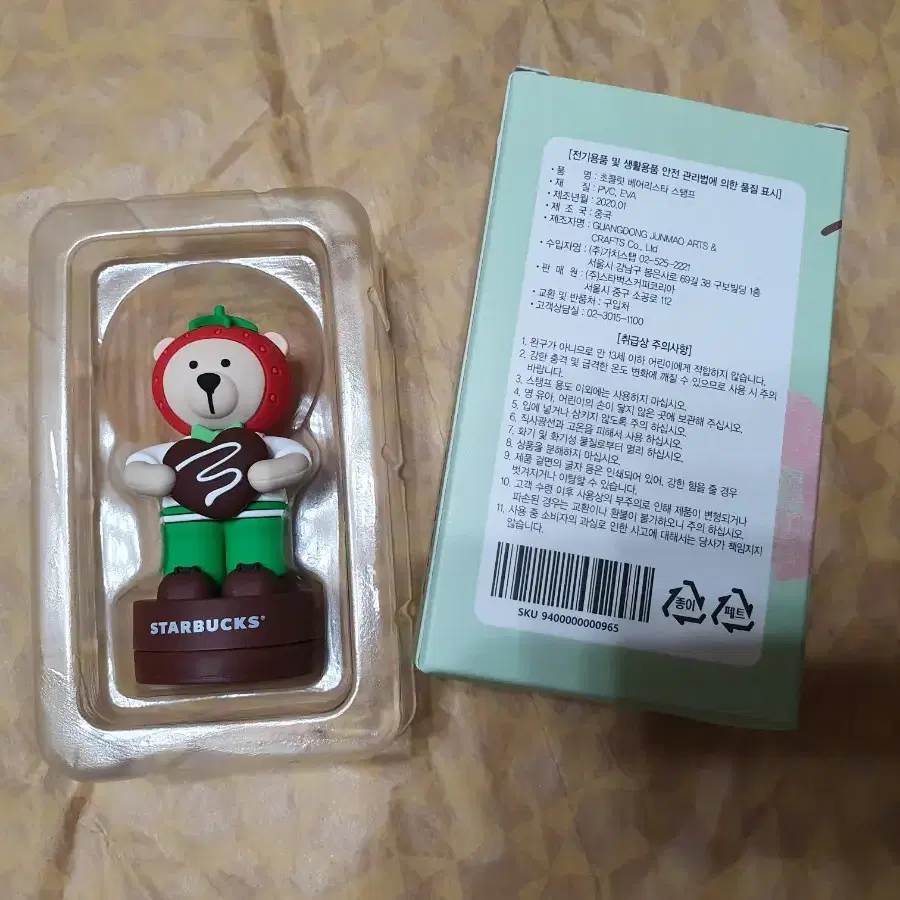 STARBUCKS®
[전기용품 및 생활용품 안전 관리법에 의한 품질 표시]
• 품 명 : 초콜릿 베어리스타 스탬프
• 재 질 : PVC, EVA
• 제조년월 : 2020.01
• 제 조 국 : 중국
• 제조자명 : GUANGDONG JUNMAO ARTS &
CRAFTS Co., Ltd
• 수입자명 : (주)가치스탭 02-525-2221
서울시 강남구 봉은사로 69길 38 구보빌딩 1층
• 판 매 원 : (주)스타벅스커피코리아
서울시 중구 소공로 112
• 교환 및 반품처 : 구입처
• 고객상담실 : 02-3015-1100
[취급상 주의사항]
1. 완구가 아니므로 만 13세 이하 어린이에게 적합하지 않습니다.
2. 강한 충격 및 급격한 온도 변화에 깨질 수 있으므로 사용 시 주의
바랍니다.
3. 스탬프 용도 이외에는 사용하지 마십시오.
4. 영 유아, 어린이의 손이 닿지 않은 곳에 보관해 주십시오.
5. 입에 넣거나 삼키지 않도록 주의 하십시오.
6. 직사광선과 고온을 피해서 사용 하십시오.
7. 화기 및 화기성 물질로부터 멀리 하십시오.
8. 상품을 분해하지 마십시오.
9. 제품 겉면의 글자 등은 인쇄되어 있어, 강한 힘을 줄 경우
벗겨지거나 이탈할 수 있습니다.
10. 고객 수령 이후 사용상의 부주의로 인해 제품이 변형되거나
파손된 경우는 교환이나 환불이 불가하오니 주의 하십시오.
11. 사용 중 소비자의 과실로 인한 사고에 대해서는 당사가 책임지지
않습니다.
SKU 9400000000965
종이
페트